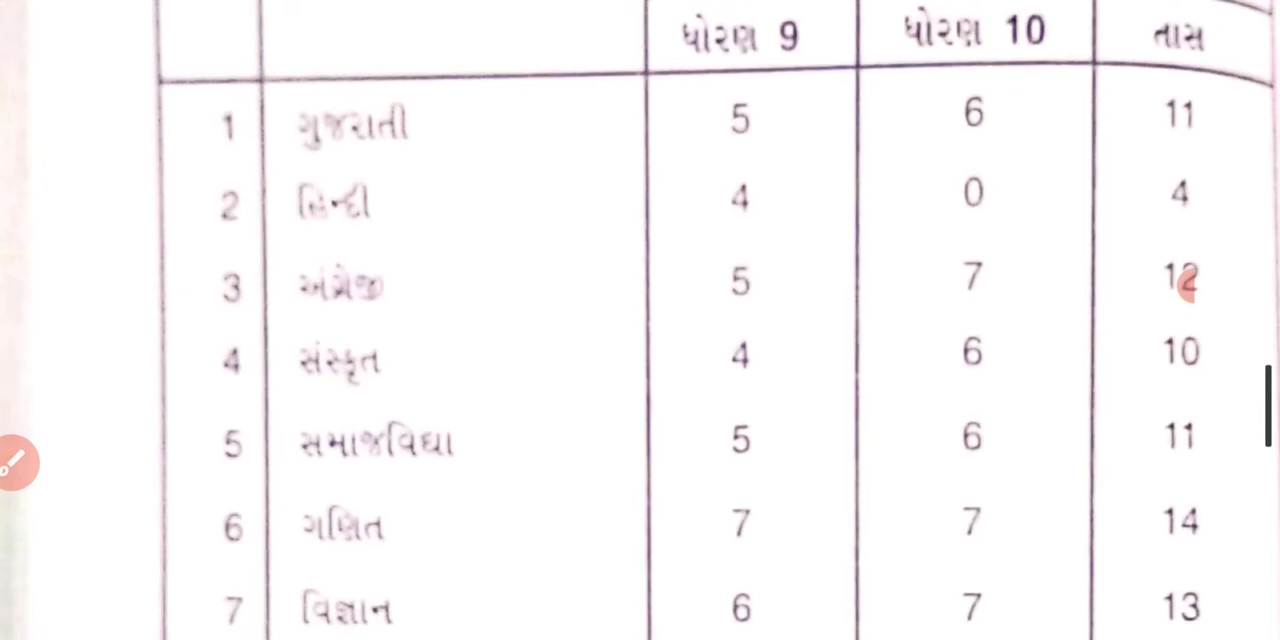 ધોરણ 9 ધોરણ 10 તાસ
1 ગુજરાતી 5 6 11
2 હિન્દી 4 0 4
3 અંગ્રેજી 5 7 12
4 સંસ્કૃત 4 6 10
5 સમાજવિદ્યા 5 6 11
6 ગણિત 7 7 14
7 વિજ્ઞાન 6 7 13